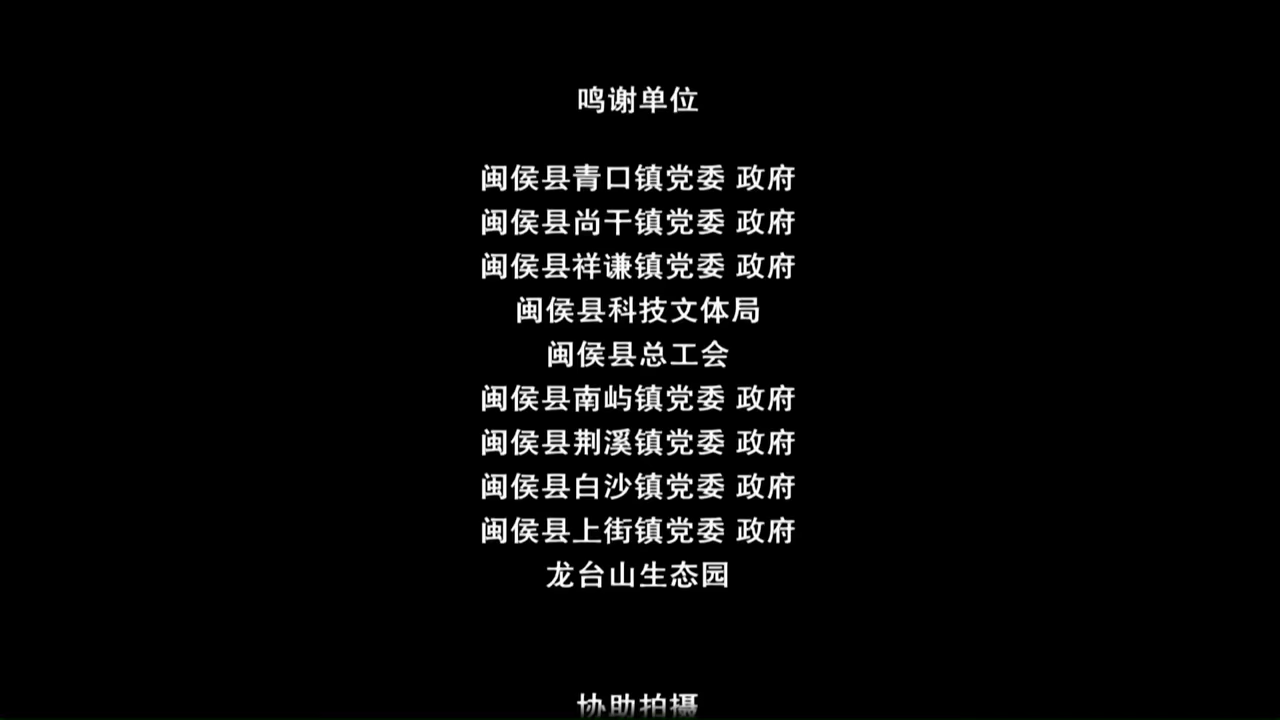 鸣谢单位
闽侯县青口镇党委 政府
闽侯县尚干镇党委 政府
闽侯县祥谦镇党委 政府
闽侯县科技文体局
闽侯县总工会
闽侯县南屿镇党委 政府
闽侯县荆溪镇党委 政府
闽侯县白沙镇党委 政府
闽侯县上街镇党委 政府
龙台山生态园
协助拍摄